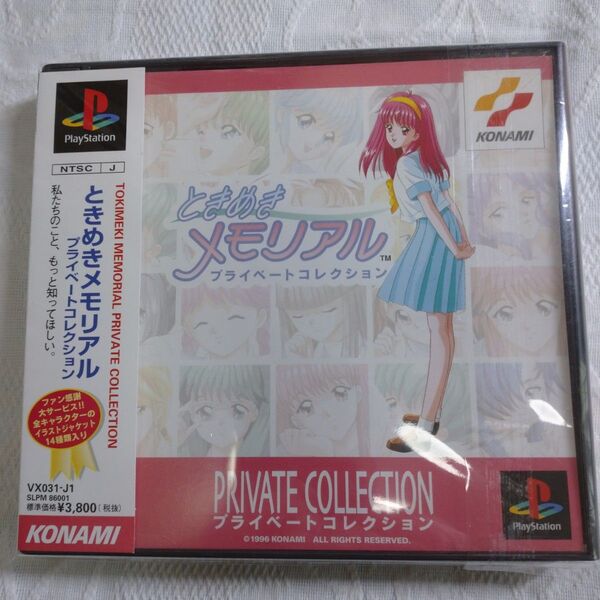 PlayStation
NTSC J
TOKIMEKI MEMORIAL PRIVATE COLLECTION
ときめきメモリアル
プライベートコレクション
私たちのこと、もっと知ってほしい。
ファン感謝
大サービス!!
全キャラクターの
イラストジャケット
14種類入り
VX031-J1
SLPM 86001
標準価格¥3,800(税抜)
KONAMI
KONAMI
ときめき
メモリアル TM
プライベートコレクション
PRIVATE COLLECTION
プライベートコレクション
©1996 KONAMI ALL RIGHTS RESERVED.
PlayStation